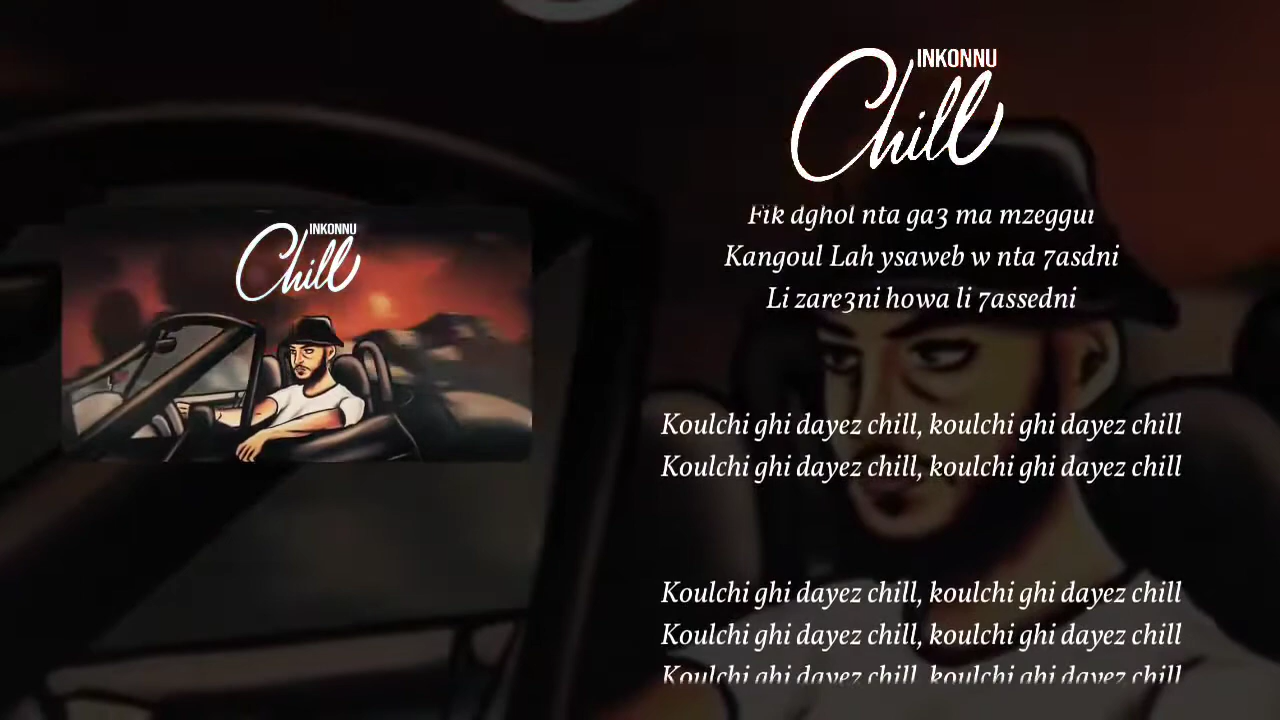 INKONNU
Chill
INKONNU
Chill
Fik dghol nta ga3 ma mzeggui
Kangoul Lah ysaweb w nta 7asdni
Li zare3ni howa li 7assedni
Koulchi ghi dayez chill, koulchi ghi dayez chill
Koulchi ghi dayez chill, koulchi ghi dayez chill
Koulchi ghi dayez chill, koulchi ghi dayez chill
Koulchi ghi dayez chill, koulchi ghi dayez chill
Koulchi ghi dayez chill, koulchi ghi dayez chill